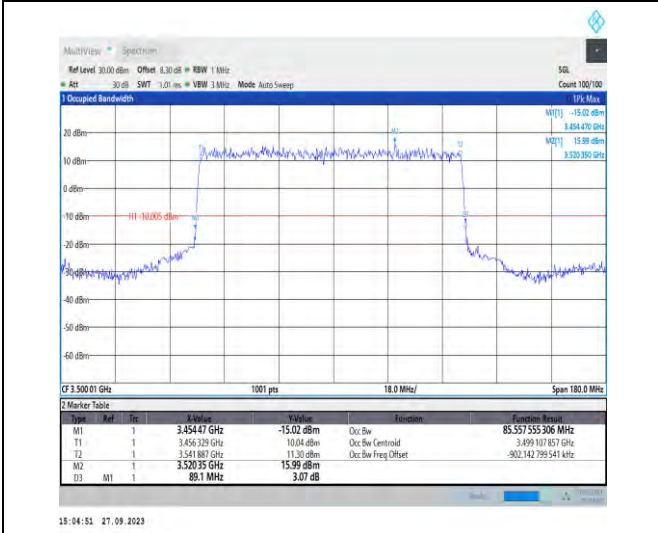 MultiView Spectrum
Ref Level 30.00 dBm Offset 8.30 dB RBW 1 MHz SGL
Att 30 dB SWT 1.01 ms VBW 3 MHz Mode Auto Sweep Count 100/100
1 Occupied Bandwidth 1Pk Max
M1[1] -15.02 dBm
3.454 470 GHz
M2[1] 15.99 dBm
3.520 350 GHz
20 dBm
10 dBm
0 dBm
-10 dBm H1 -10.005 dBm
-20 dBm
-30 dBm
-40 dBm
-50 dBm
-60 dBm
CF 3.500 01 GHz 1001 pts 18.0 MHz/ Span 180.0 MHz
2 Marker Table
Type Ref Trc X-Value Y-Value Function Function Result
M1 1 3.454 47 GHz -15.02 dBm Occ Bw 85.557 555 306 MHz
T1 1 3.456 329 GHz 10.04 dBm Occ Bw Centroid 3.499 107 857 GHz
T2 1 3.541 887 GHz 11.30 dBm Occ Bw Freq Offset -902.142 799 541 kHz
M2 1 3.520 35 GHz 15.99 dBm
D3 M1 1 89.1 MHz 3.07 dB
15:04:51 27.09.2023